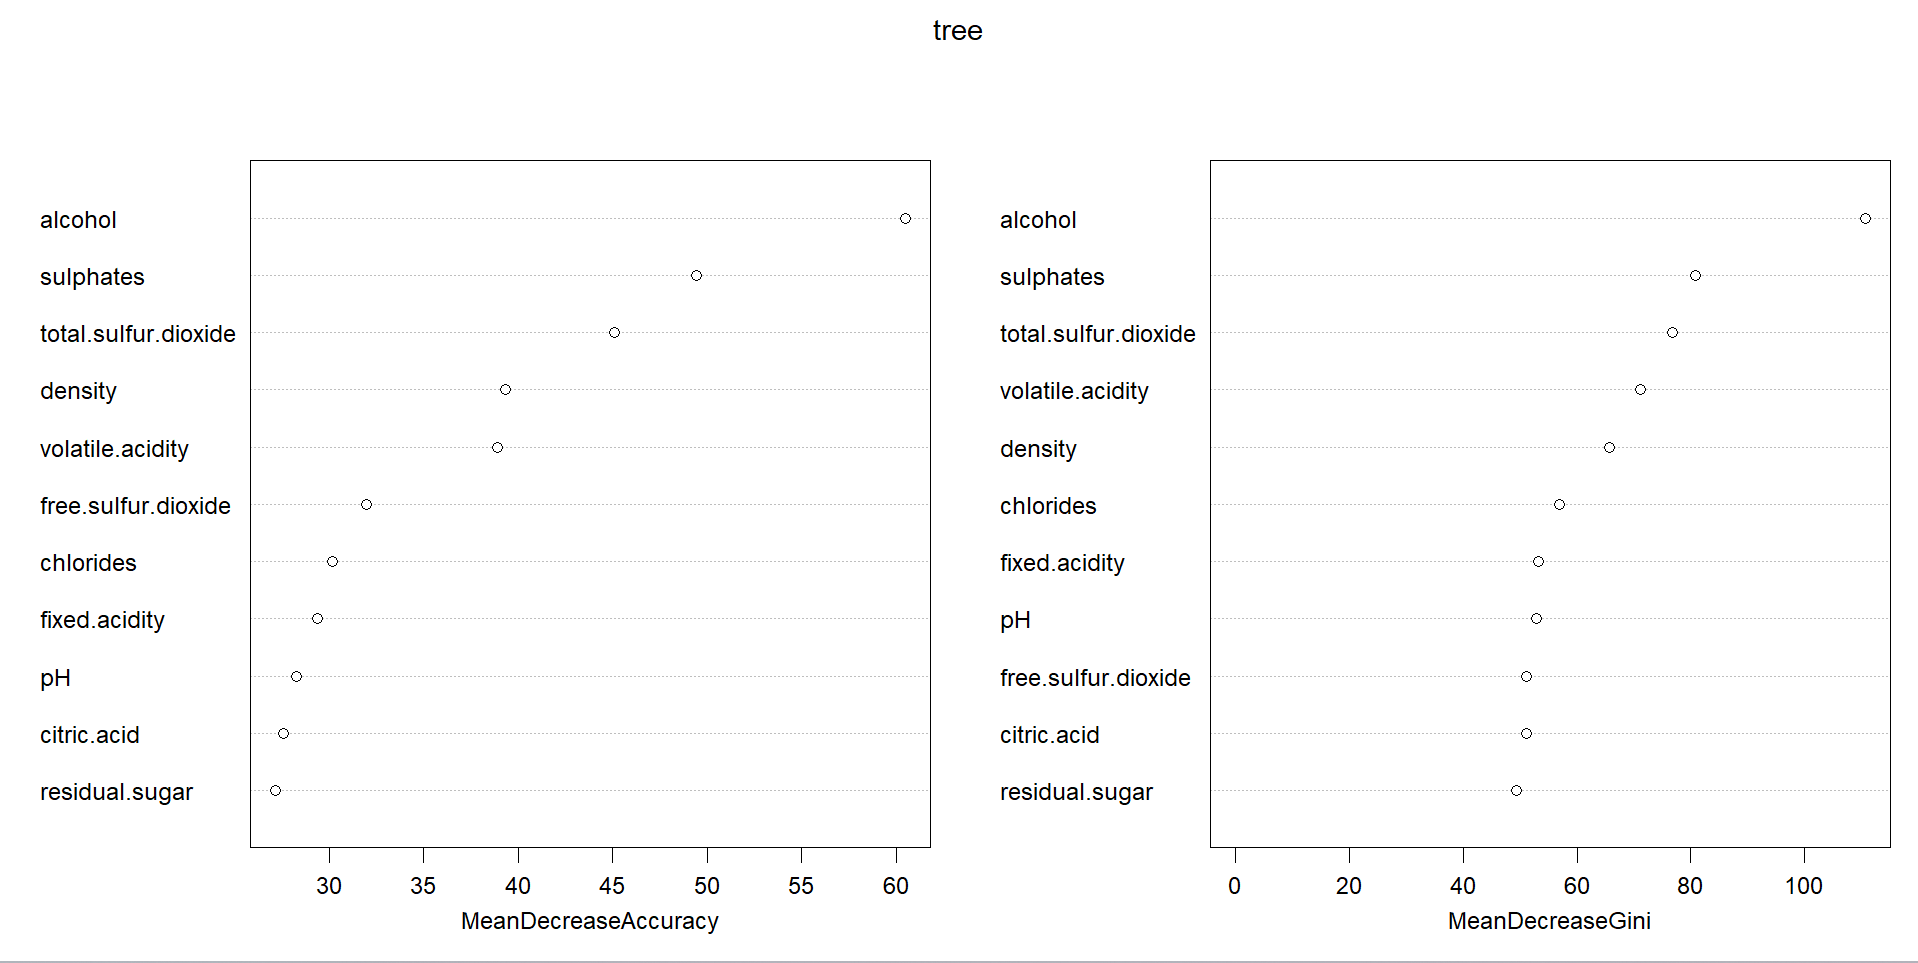 tree
alcohol
sulphates
total.sulfur.dioxide
density
volatile.acidity
free.sulfur.dioxide
chlorides
fixed.acidity
pH
citric.acid
residual.sugar
30 35 40 45 50 55 60
MeanDecreaseAccuracy
alcohol
sulphates
total.sulfur.dioxide
volatile.acidity
density
chlorides
fixed.acidity
pH
free.sulfur.dioxide
citric.acid
residual.sugar
0 20 40 60 80 100
MeanDecreaseGini